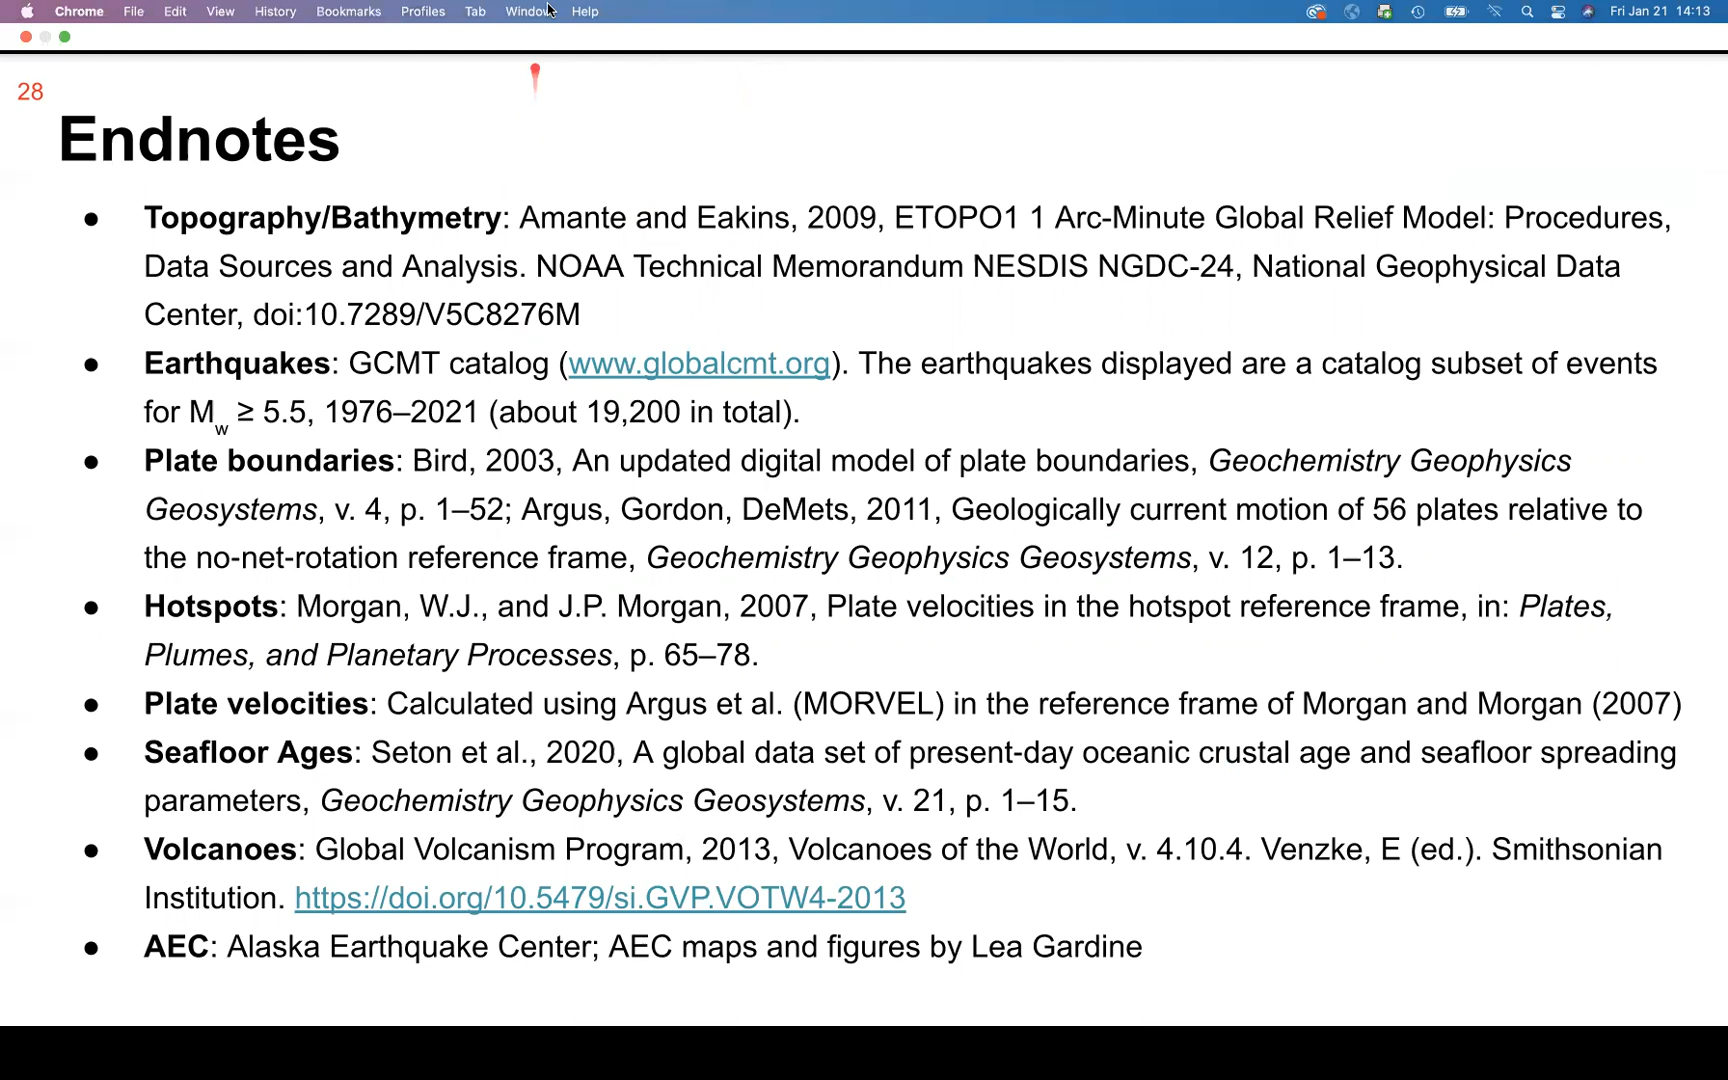 Chrome File Edit View History Bookmarks Profiles Tab Window Help Fri Jan 21 14:13
28
Endnotes
● Topography/Bathymetry: Amante and Eakins, 2009, ETOPO1 1 Arc-Minute Global Relief Model: Procedures,
Data Sources and Analysis. NOAA Technical Memorandum NESDIS NGDC-24, National Geophysical Data
Center, doi:10.7289/V5C8276M
● Earthquakes: GCMT catalog (www.globalcmt.org). The earthquakes displayed are a catalog subset of events
for Mw ≥ 5.5, 1976–2021 (about 19,200 in total).
● Plate boundaries: Bird, 2003, An updated digital model of plate boundaries, Geochemistry Geophysics
Geosystems, v. 4, p. 1–52; Argus, Gordon, DeMets, 2011, Geologically current motion of 56 plates relative to
the no-net-rotation reference frame, Geochemistry Geophysics Geosystems, v. 12, p. 1–13.
● Hotspots: Morgan, W.J., and J.P. Morgan, 2007, Plate velocities in the hotspot reference frame, in: Plates,
Plumes, and Planetary Processes, p. 65–78.
● Plate velocities: Calculated using Argus et al. (MORVEL) in the reference frame of Morgan and Morgan (2007)
● Seafloor Ages: Seton et al., 2020, A global data set of present-day oceanic crustal age and seafloor spreading
parameters, Geochemistry Geophysics Geosystems, v. 21, p. 1–15.
● Volcanoes: Global Volcanism Program, 2013, Volcanoes of the World, v. 4.10.4. Venzke, E (ed.). Smithsonian
Institution. https://doi.org/10.5479/si.GVP.VOTW4-2013
● AEC: Alaska Earthquake Center; AEC maps and figures by Lea Gardine